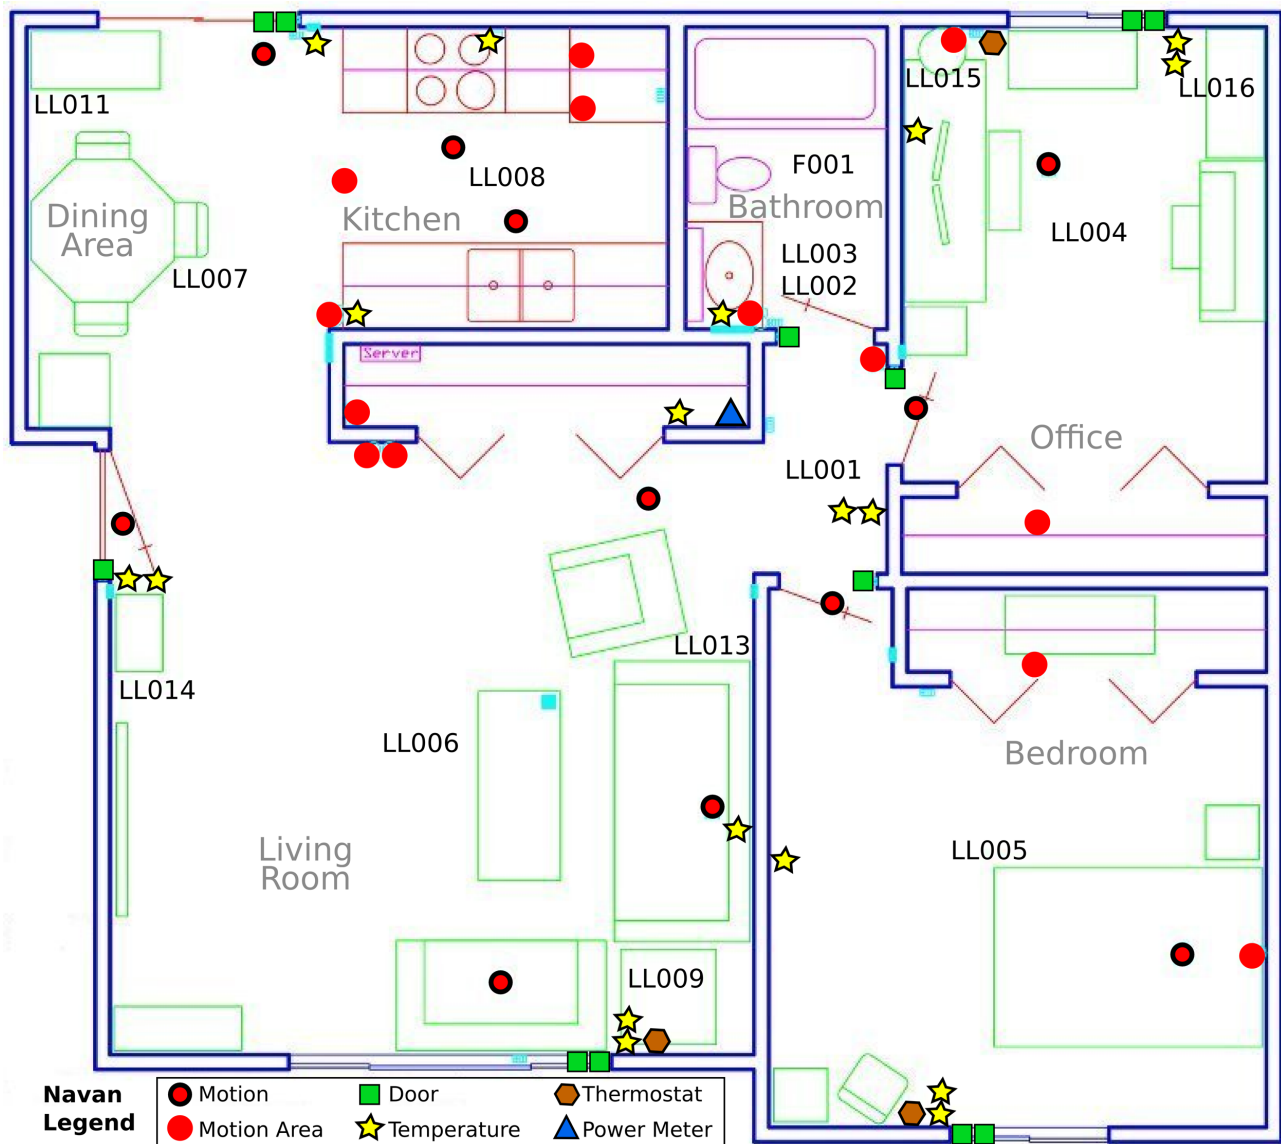 LL011
LL015
LL016
F001
LL008
Dining
Area
Kitchen
Bathroom
LL004
LL007
LL003
LL002
Server
Office
LL001
LL013
LL014
LL006
Bedroom
Living
Room
LL005
LL009
Navan
Legend
Motion
Door
Thermostat
Motion Area
Temperature
Power Meter